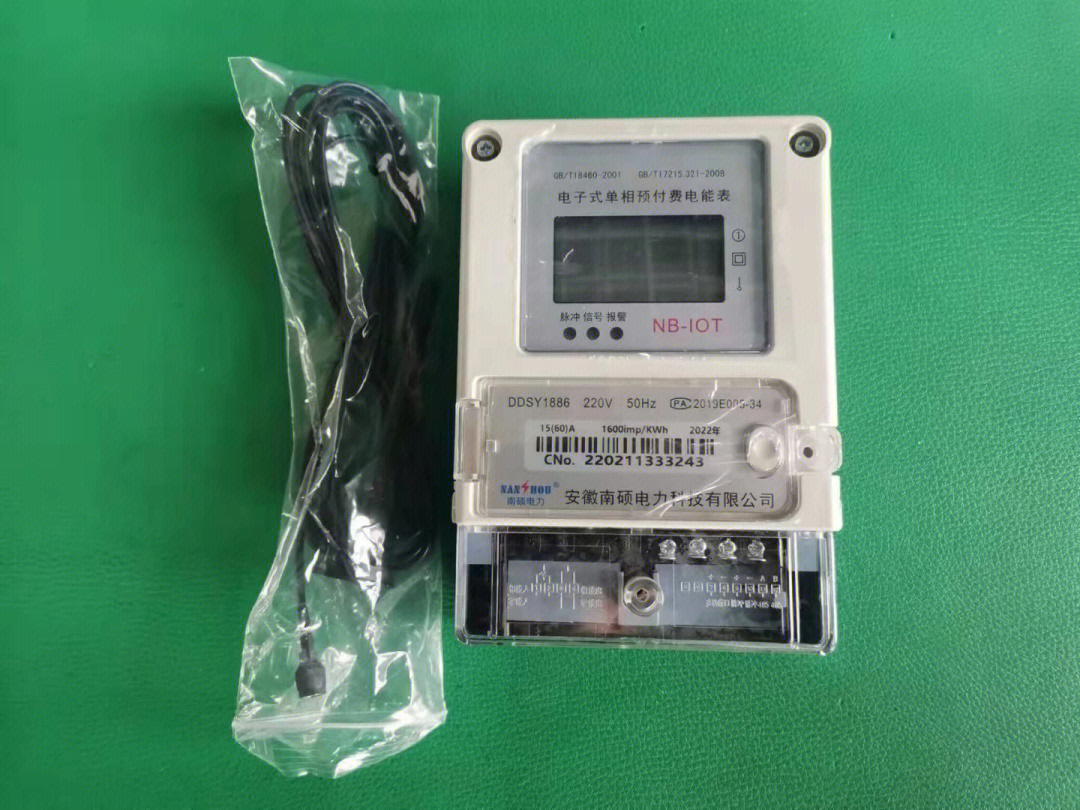 GB/T18460-2001 GB/T17215.321-2008
电子式单相预付费电能表
脉冲 信号 报警
NB-IOT
DDSY1886 220V 50Hz PA 2019E005-34
15(60)A 1600imp/KWh 2022年
CNo. 220211333243
NANSHOU®
南硕电力
安徽南硕电力科技有限公司
+ - + - A B